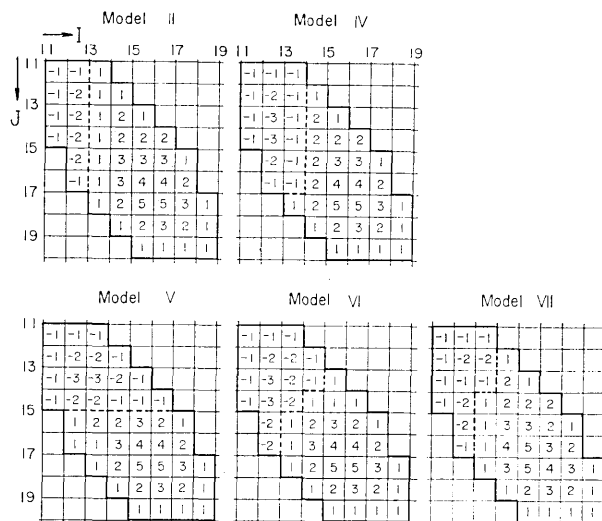 Model II
I
11 13 15 17 19
J
11
13
15
17
19
-1 -1 1
-1 -2 1 1
-1 -2 1 2 1
-1 -2 1 2 2 2
-2 1 3 3 3 1
-1 1 3 4 4 2
1 2 5 5 3 1
1 2 3 2 1
1 1 1 1
Model IV
11 13 15 17 19
-1 -1 -1
-1 -2 -1 1
-1 -3 -1 2 1
-1 -3 -1 2 2 2
-2 -1 2 3 3 1
-1 -1 2 4 4 2
1 2 5 5 3 1
1 2 3 2 1
1 1 1 1
Model V
11
13
15
17
19
-1 -1 -1
-1 -2 -2 -1
-1 -3 -3 -2 -1
-1 -2 -2 -1 -1 -1
1 2 2 3 2 1
1 1 3 4 4 2
1 2 5 5 3 1
1 2 3 2 1
1 1 1 1
Model VI
-1 -1 -1
-1 -2 -2 -1
-1 -3 -2 -1 1
-1 -3 -2 1 1 1
-2 1 2 3 2 1
-2 1 3 4 4 2
1 2 5 5 3 1
1 2 3 2 1
1 1 1 1
Model VII
-1 -1 -1
-1 -2 -2 1
-1 -1 -1 2 1
-1 -2 1 2 2 2
-2 1 3 3 2 1
-1 1 4 5 3 2
1 3 5 4 3 1
1 2 3 2 1
1 1 1 1